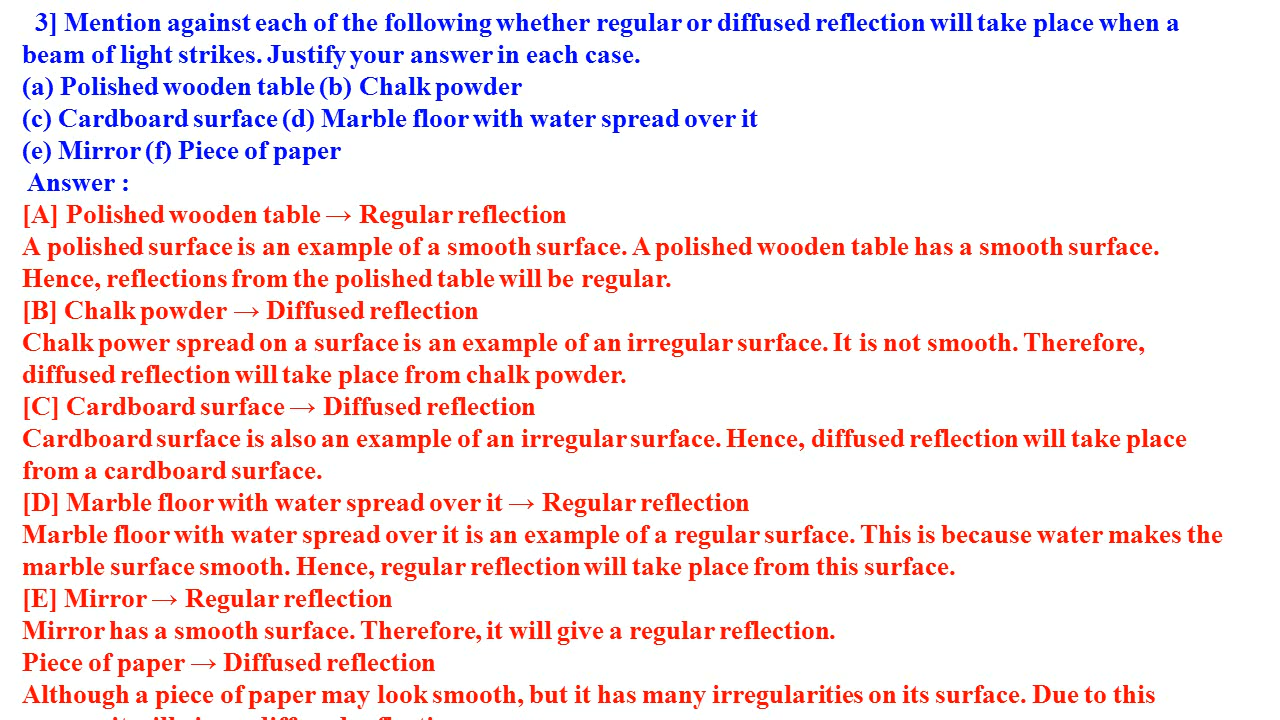 3] Mention against each of the following whether regular or diffused reflection will take place when a
beam of light strikes. Justify your answer in each case.
(a) Polished wooden table (b) Chalk powder
(c) Cardboard surface (d) Marble floor with water spread over it
(e) Mirror (f) Piece of paper
Answer :
[A] Polished wooden table → Regular reflection
A polished surface is an example of a smooth surface. A polished wooden table has a smooth surface.
Hence, reflections from the polished table will be regular.
[B] Chalk powder → Diffused reflection
Chalk power spread on a surface is an example of an irregular surface. It is not smooth. Therefore,
diffused reflection will take place from chalk powder.
[C] Cardboard surface → Diffused reflection
Cardboard surface is also an example of an irregular surface. Hence, diffused reflection will take place
from a cardboard surface.
[D] Marble floor with water spread over it → Regular reflection
Marble floor with water spread over it is an example of a regular surface. This is because water makes the
marble surface smooth. Hence, regular reflection will take place from this surface.
[E] Mirror → Regular reflection
Mirror has a smooth surface. Therefore, it will give a regular reflection.
Piece of paper → Diffused reflection
Although a piece of paper may look smooth, but it has many irregularities on its surface. Due to this